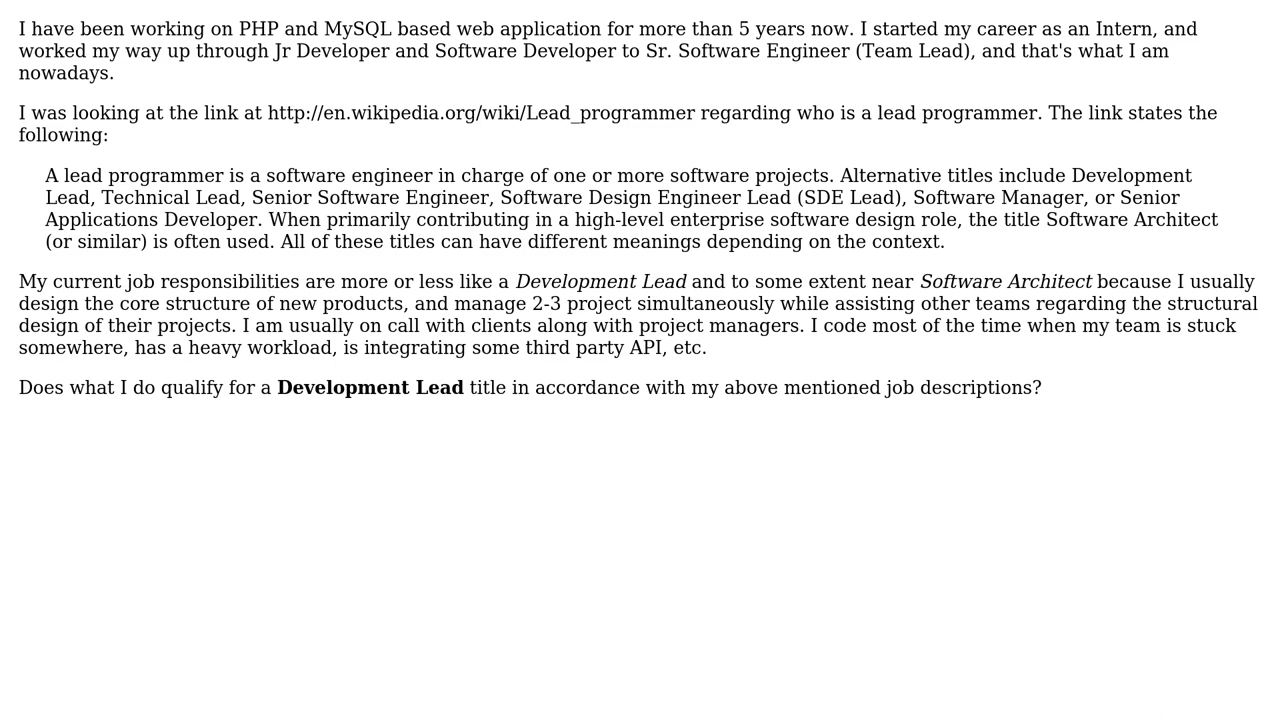 I have been working on PHP and MySQL based web application for more than 5 years now. I started my career as an Intern, and
worked my way up through Jr Developer and Software Developer to Sr. Software Engineer (Team Lead), and that's what I am
nowadays.
I was looking at the link at http://en.wikipedia.org/wiki/Lead_programmer regarding who is a lead programmer. The link states the
following:
A lead programmer is a software engineer in charge of one or more software projects. Alternative titles include Development
Lead, Technical Lead, Senior Software Engineer, Software Design Engineer Lead (SDE Lead), Software Manager, or Senior
Applications Developer. When primarily contributing in a high-level enterprise software design role, the title Software Architect
(or similar) is often used. All of these titles can have different meanings depending on the context.
My current job responsibilities are more or less like a Development Lead and to some extent near Software Architect because I usually
design the core structure of new products, and manage 2-3 project simultaneously while assisting other teams regarding the structural
design of their projects. I am usually on call with clients along with project managers. I code most of the time when my team is stuck
somewhere, has a heavy workload, is integrating some third party API, etc.
Does what I do qualify for a Development Lead title in accordance with my above mentioned job descriptions?